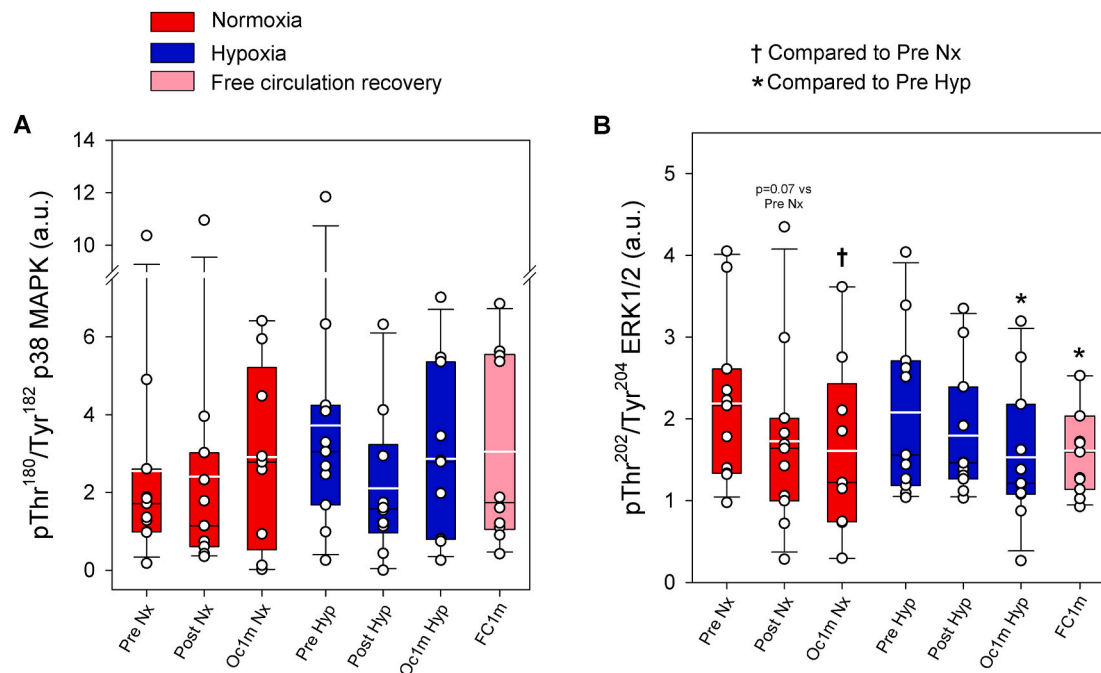 Normoxia
Hypoxia
Free circulation recovery
† Compared to Pre Nx
* Compared to Pre Hyp
A
pThr180/Tyr182 p38 MAPK (a.u.)
14
12
10
6
4
2
0
Pre Nx
Post Nx
Oc1m Nx
Pre Hyp
Post Hyp
Oc1m Hyp
FC1m
B
pThr202/Tyr204 ERK1/2 (a.u.)
5
4
3
2
1
0
p=0.07 vs
Pre Nx
†
*
*
Pre Nx
Post Nx
Oc1m Nx
Pre Hyp
Post Hyp
Oc1m Hyp
FC1m